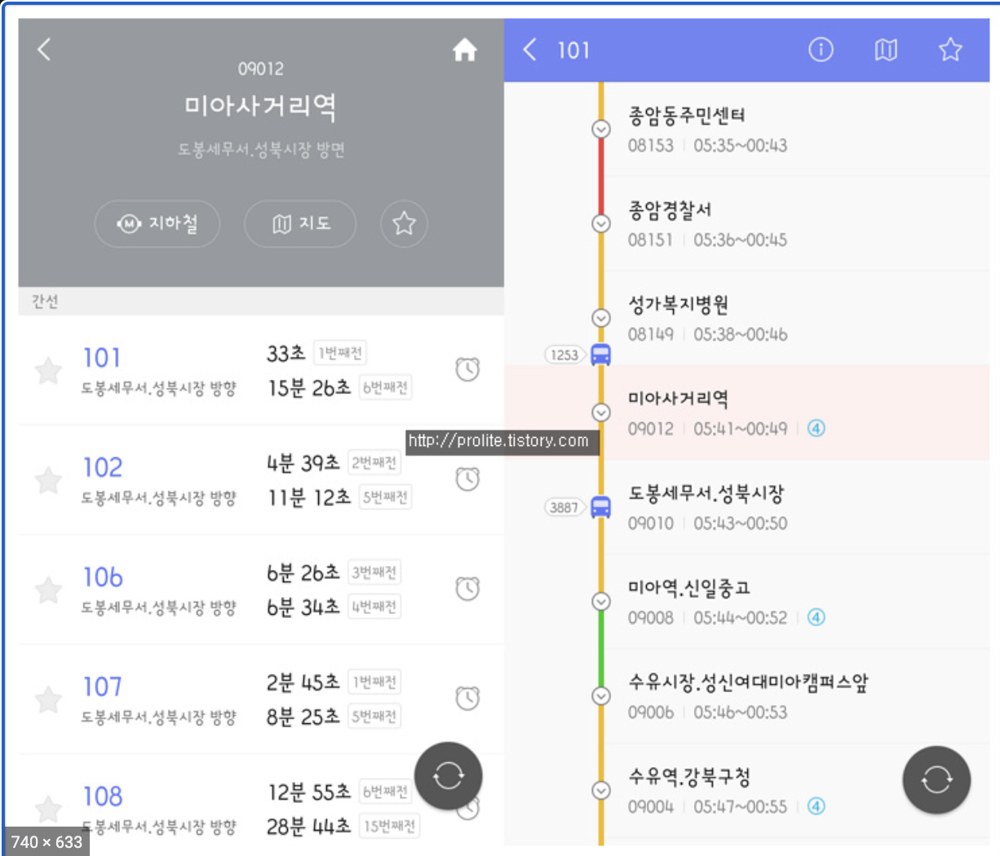 09012
미아사거리역
도봉세무서.성북시장 방면
지하철
지도
간선
101
도봉세무서.성북시장 방향
33초 1번째전
15분 26초 6번째전
102
도봉세무서.성북시장 방향
4분 39초 2번째전
11분 12초 5번째전
106
도봉세무서.성북시장 방향
6분 26초 3번째전
6분 34초 4번째전
107
도봉세무서.성북시장 방향
2분 45초 1번째전
8분 25초 5번째전
108
도봉세무서.성북시장 방향
12분 55초 6번째전
28분 44초 15번째전
740 × 633
http://prolite.tistory.com
101
종암동주민센터
08153 | 05:35~00:43
종암경찰서
08151 | 05:36~00:45
성가복지병원
08149 | 05:38~00:46
1253
미아사거리역
09012 | 05:41~00:49 | ④
도봉세무서.성북시장
3887
09010 | 05:43~00:50
미아역.신일중고
09008 | 05:44~00:52 | ④
수유시장.성신여대미아캠퍼스앞
09006 | 05:46~00:53
수유역.강북구청
09004 | 05:47~00:55 | ④